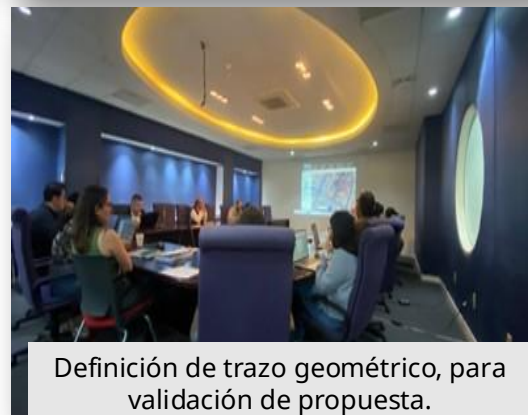 Definición de trazo geométrico, para
validación de propuesta.